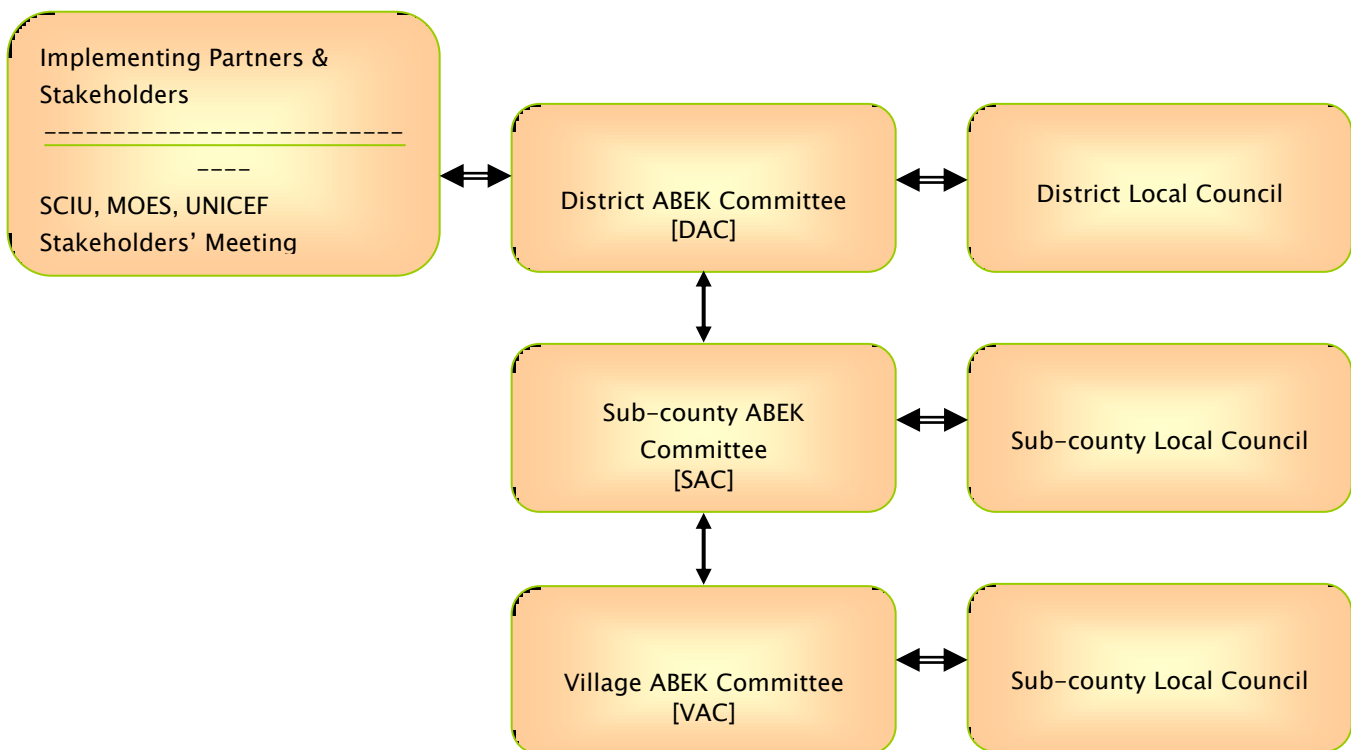 Implementing Partners &
Stakeholders
--------------------------
----
SCIU, MOES, UNICEF
Stakeholders’ Meeting
District ABEK Committee
[DAC]
District Local Council
Sub-county ABEK
Committee
[SAC]
Sub-county Local Council
Village ABEK Committee
[VAC]
Sub-county Local Council